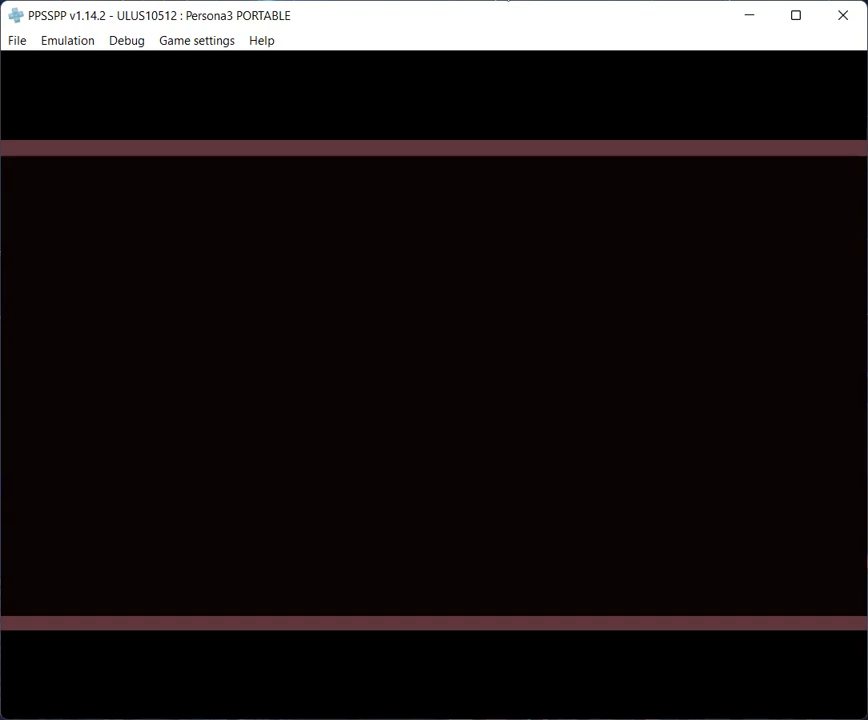 PPSSPP v1.14.2 - ULUS10512 : Persona3 PORTABLE
File Emulation Debug Game settings Help